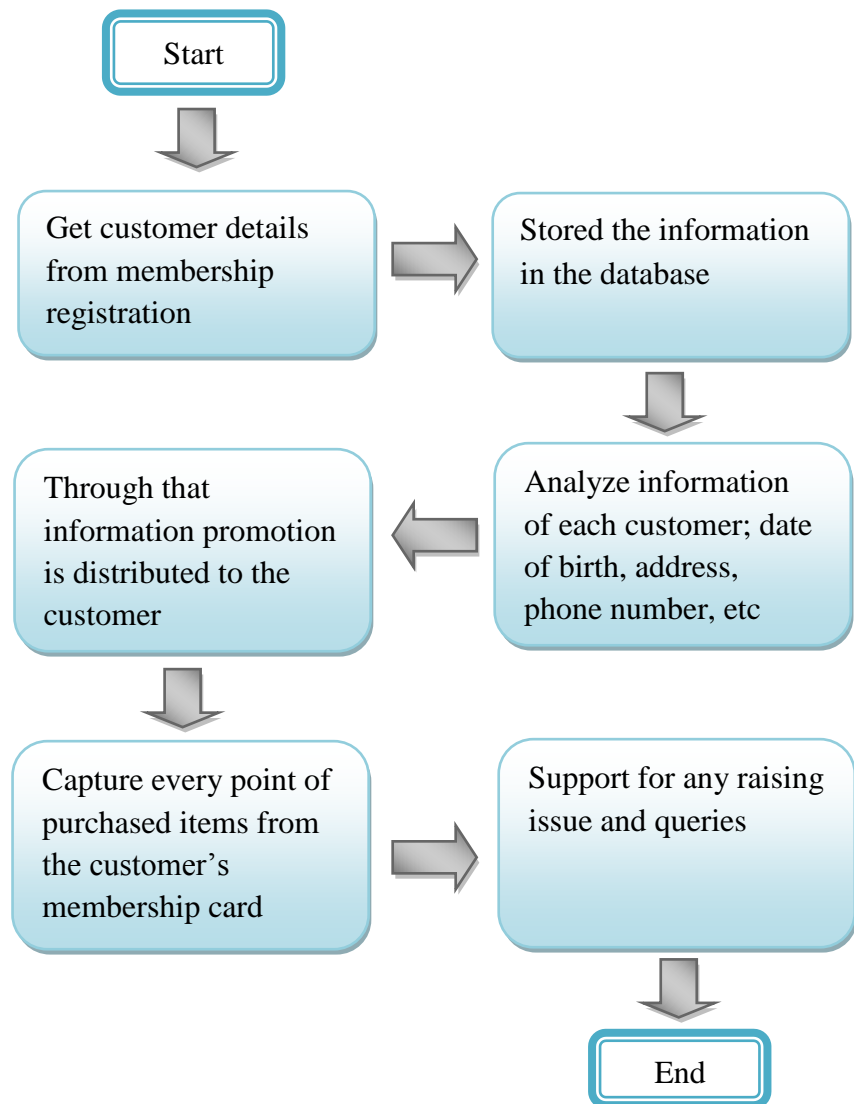 Start
Get customer details
from membership
registration
Stored the information
in the database
Analyze information
of each customer; date
of birth, address,
phone number, etc
Through that
information promotion
is distributed to the
customer
Capture every point of
purchased items from
the customer’s
membership card
Support for any raising
issue and queries
End